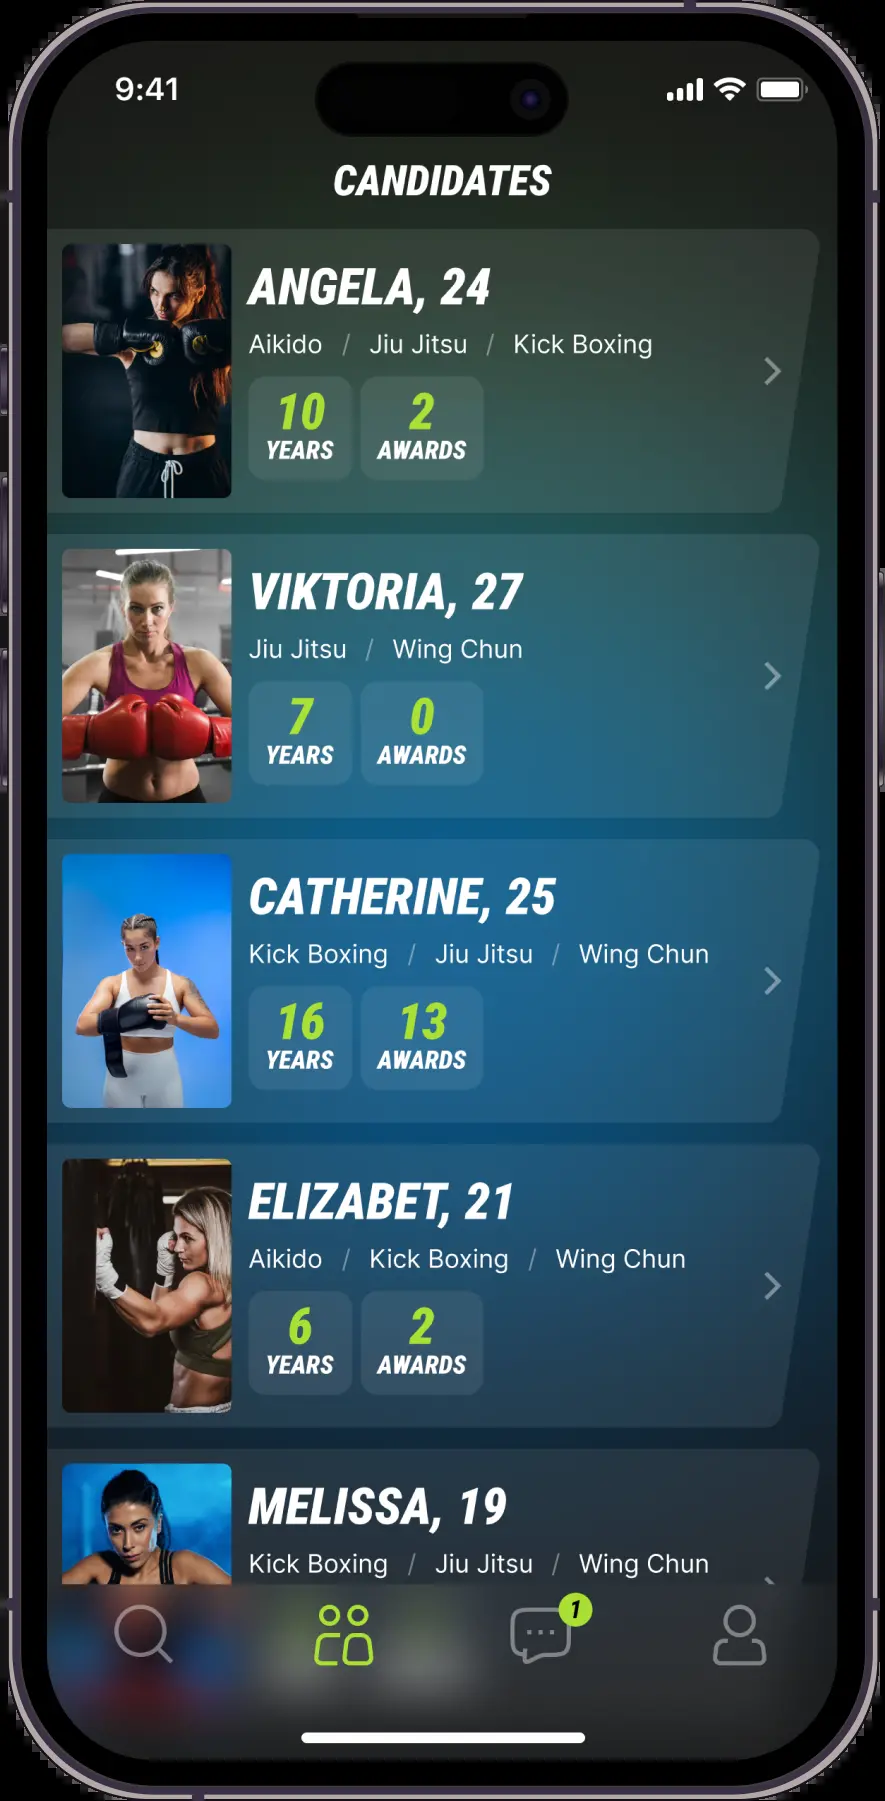 9:41
CANDIDATES
ANGELA, 24
Aikido / Jiu Jitsu / Kick Boxing
10 2
YEARS AWARDS
VIKTORIA, 27
Jiu Jitsu / Wing Chun
7 0
YEARS AWARDS
CATHERINE, 25
Kick Boxing / Jiu Jitsu / Wing Chun
16 13
YEARS AWARDS
ELIZABET, 21
Aikido / Kick Boxing / Wing Chun
6 2
YEARS AWARDS
MELISSA, 19
Kick Boxing / Jiu Jitsu / Wing Chun
1